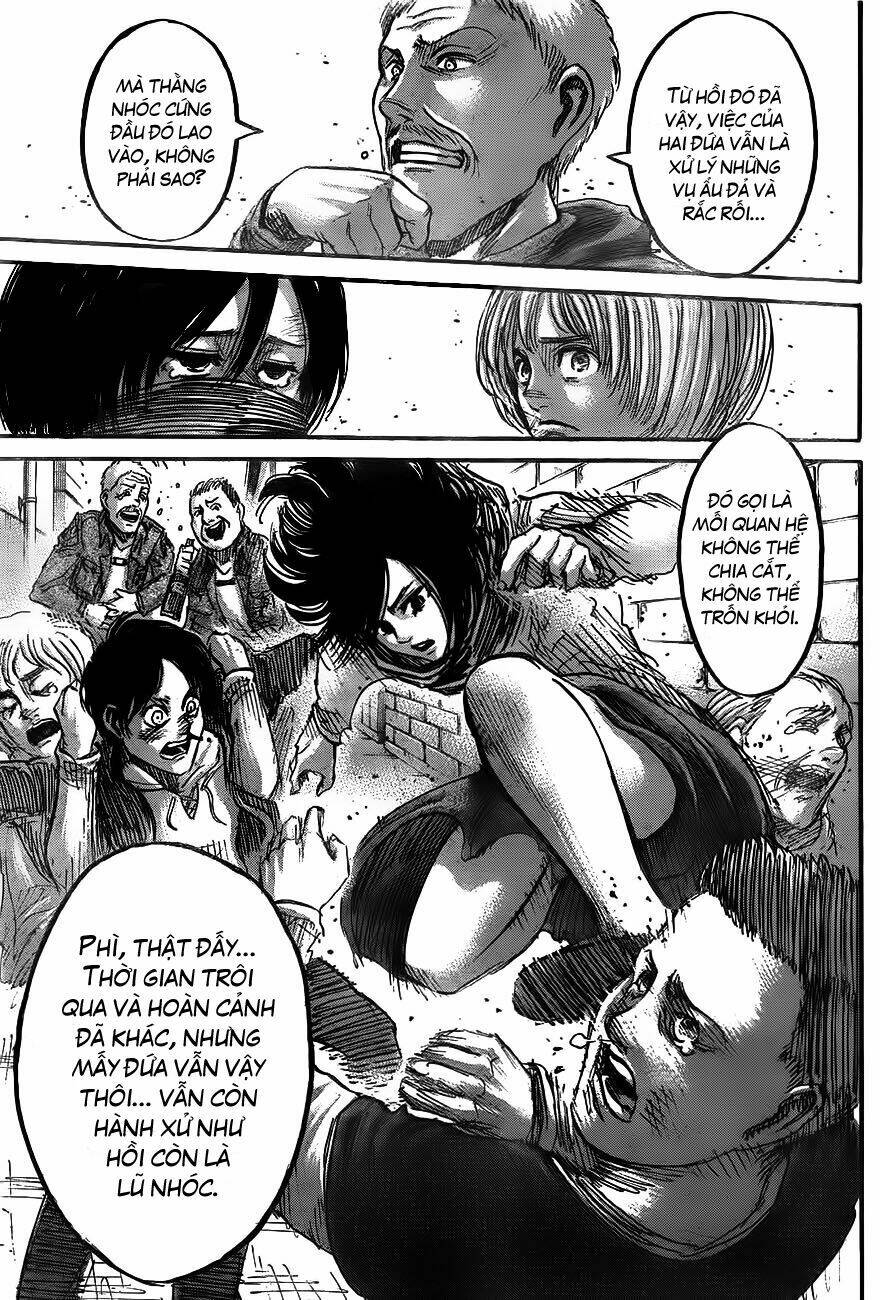 TỪ HỒI ĐÓ ĐÃ
VẬY, VIỆC CỦA
HAI ĐỨA VẪN LÀ
XỬ LÝ NHỮNG
VỤ ẨU ĐẢ VÀ
RẮC RỐI...
MÀ THẰNG
NHÓC CỨNG
ĐẦU ĐÓ LAO
VÀO, KHÔNG
PHẢI SAO?
ĐÓ GỌI LÀ
MỐI QUAN HỆ
KHÔNG THỂ
CHIA CẮT,
KHÔNG THỂ
TRỐN KHỎI.
PHÌ, THẬT ĐẤY...
THỜI GIAN TRÔI
QUA VÀ HOÀN CẢNH
ĐÃ KHÁC, NHƯNG
MẤY ĐỨA VẪN VẬY
THÔI... VẪN CÒN
HÀNH XỬ NHƯ
HỒI CÒN LÀ
LŨ NHÓC.